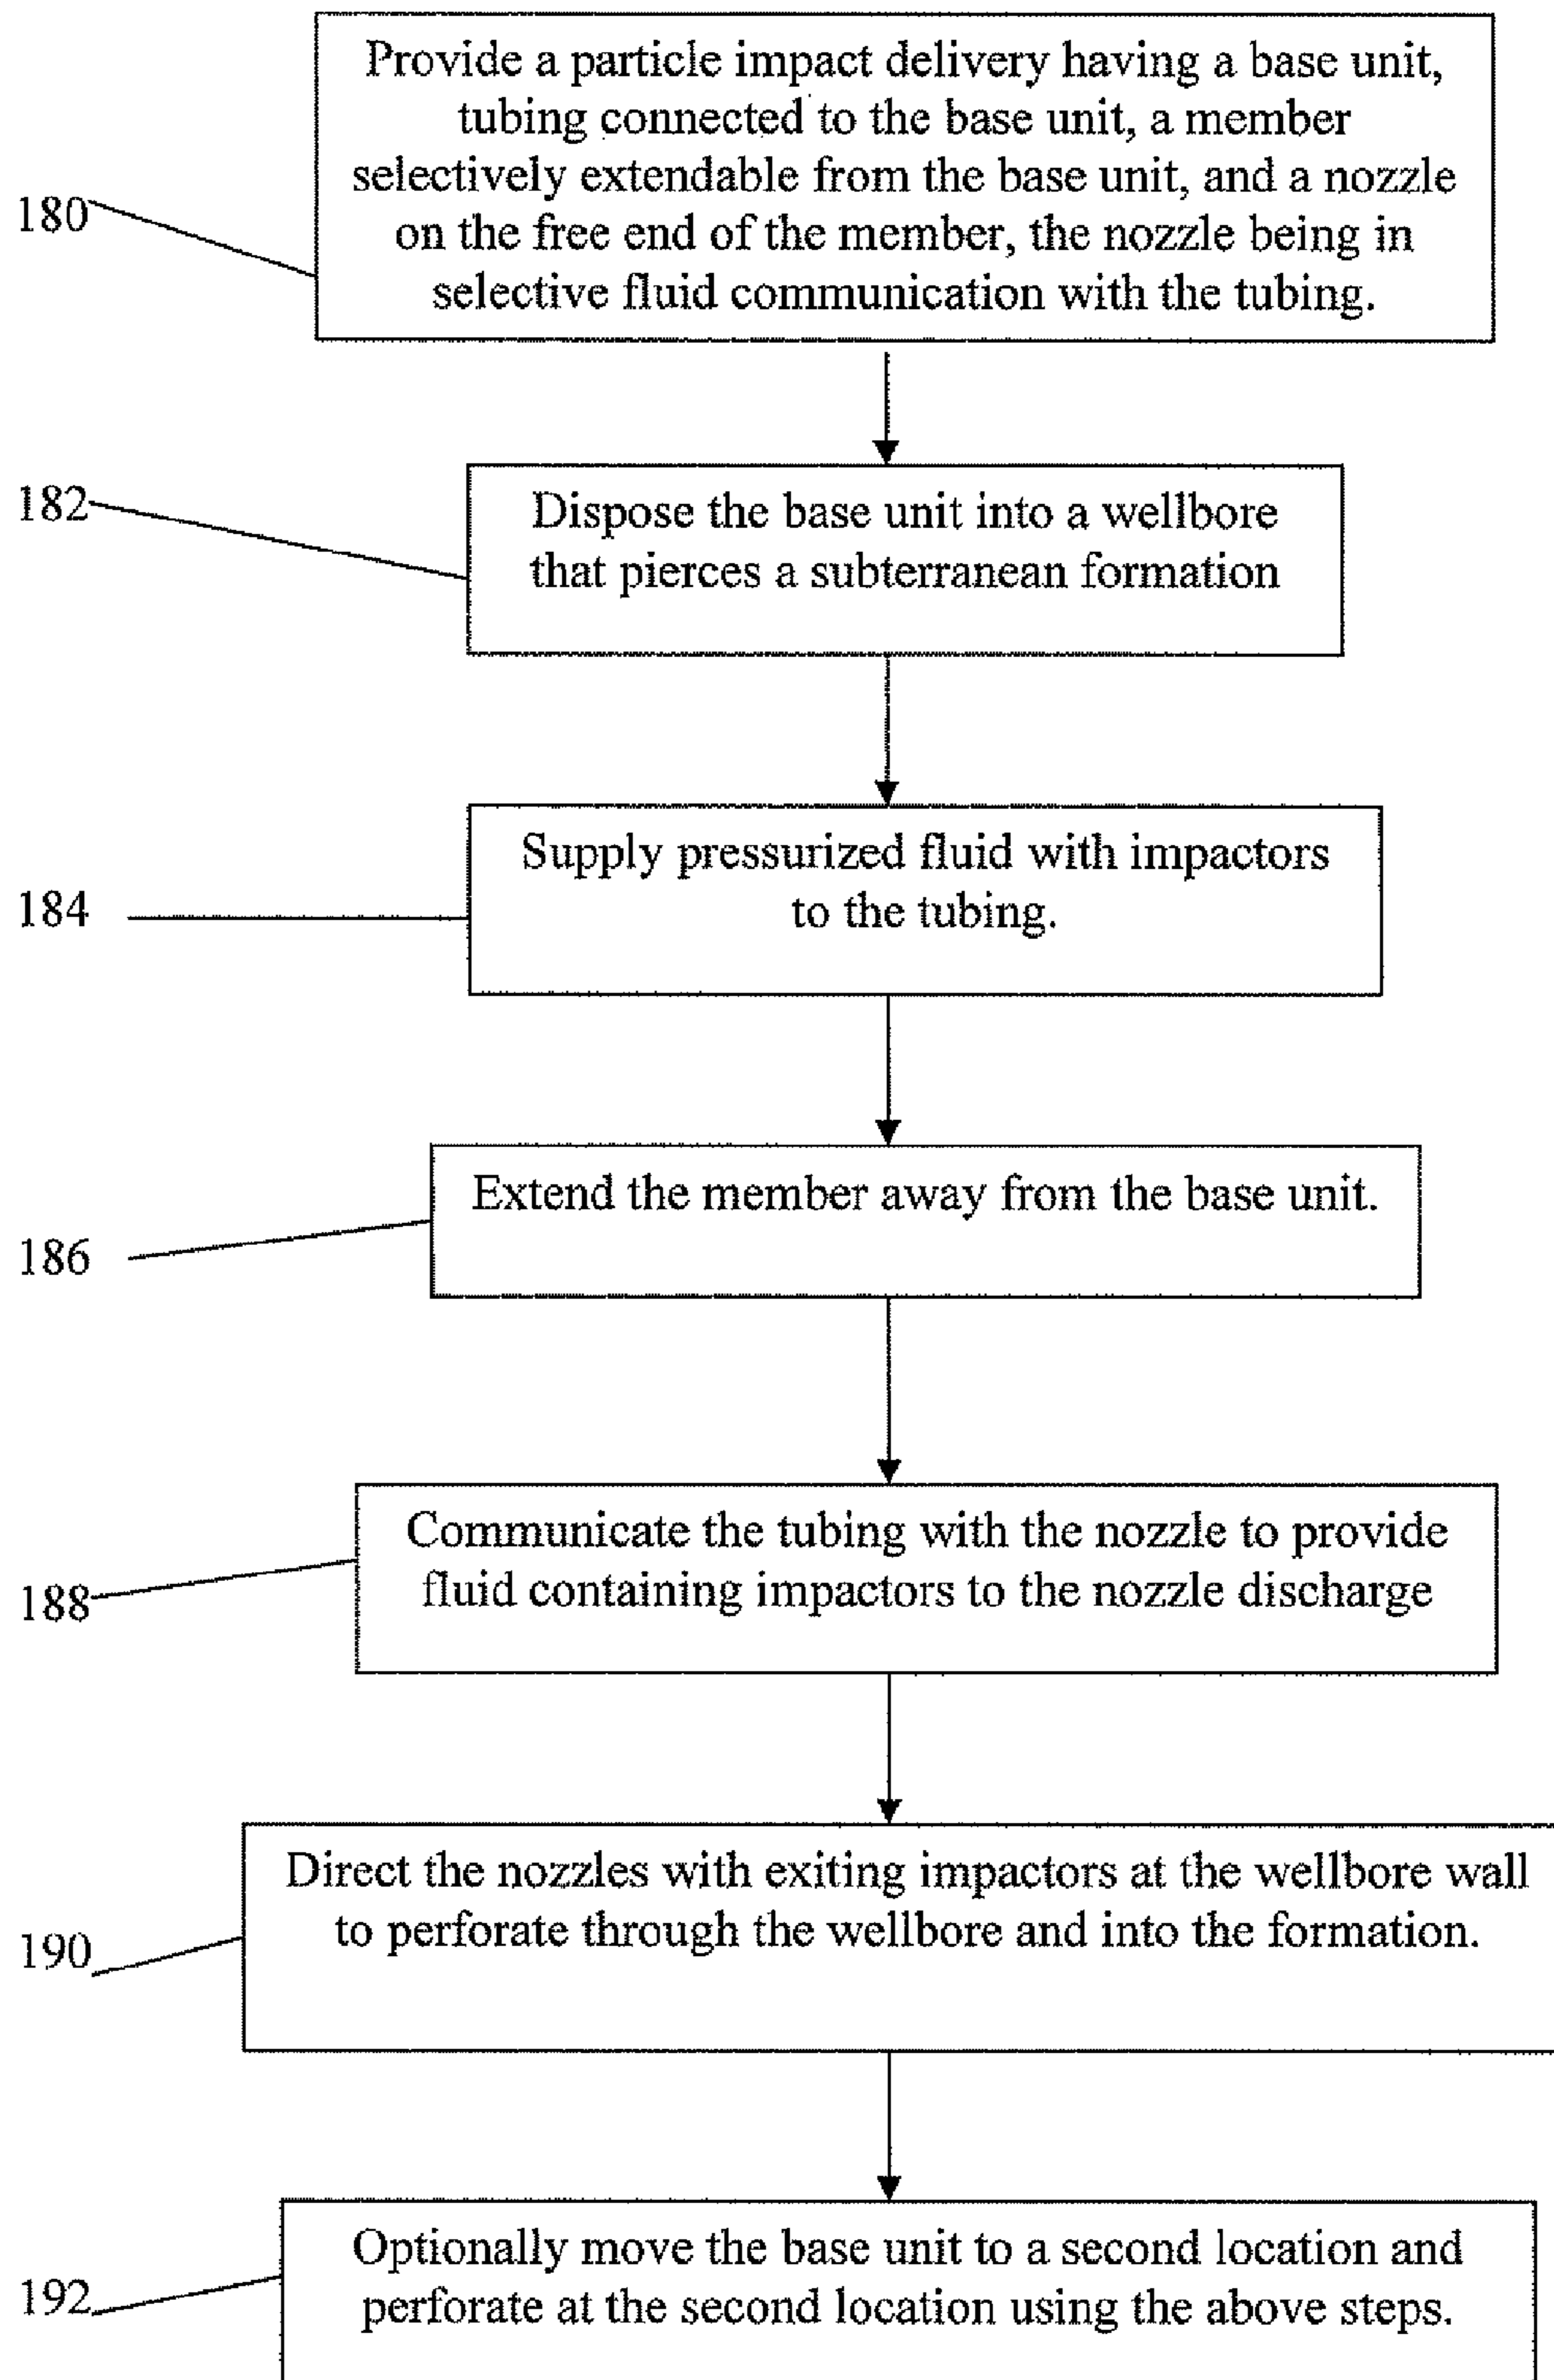 Provide a particle impact delivery having a base unit,
tubing connected to the base unit, a member
selectively extendable from the base unit, and a nozzle
on the free end of the member, the nozzle being in
selective fluid communication with the tubing.
180
182
Dispose the base unit into a wellbore
that pierces a subterranean formation
184
Supply pressurized fluid with impactors
to the tubing.
186
Extend the member away from the base unit.
188
Communicate the tubing with the nozzle to provide
fluid containing impactors to the nozzle discharge
190
Direct the nozzles with exiting impactors at the wellbore wall
to perforate through the wellbore and into the formation.
192
Optionally move the base unit to a second location and
perforate at the second location using the above steps.